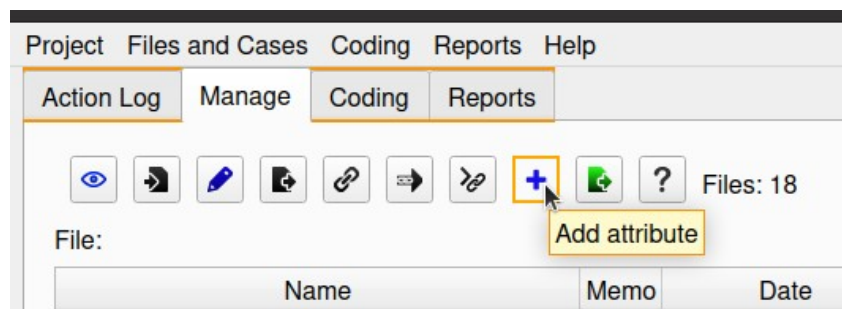 Project Files and Cases Coding Reports Help
Action Log Manage Coding Reports
? Files: 18
Add attribute
File:
Name Memo Date